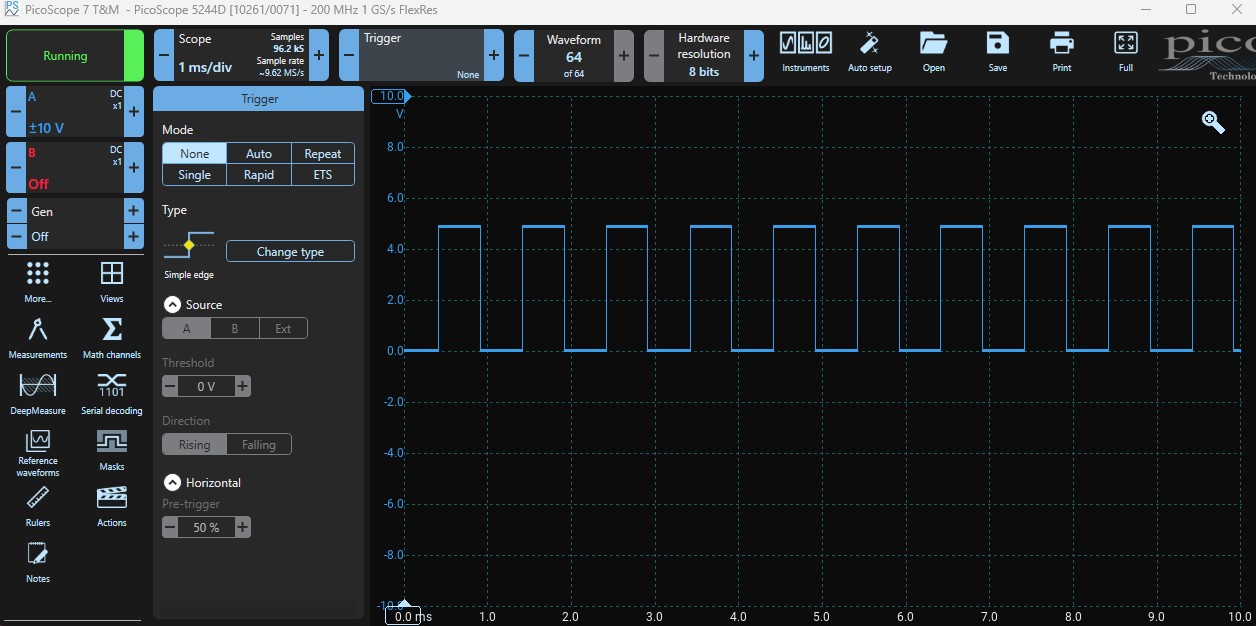 PicoScope 7 T&M - PicoScope 5244D [10261/0071] - 200 MHz 1 GS/s FlexRes
Running
Scope
1 ms/div
Samples
96.2 kS
Sample rate
~9.62 MS/s
Trigger
None
Waveform
64
of 64
Hardware
resolution
8 bits
Instruments
Auto setup
Open
Save
Print
Full
pico
Technolo
A
DC
x1
±10 V
B
DC
x1
Off
Gen
Off
More...
Views
Measurements
Math channels
DeepMeasure
1101
Serial decoding
Reference
waveforms
Masks
Rulers
Actions
Notes
Trigger
Mode
None Auto Repeat
Single Rapid ETS
Type
Change type
Simple edge
Source
A B Ext
Threshold
0 V
Direction
Rising Falling
Horizontal
Pre-trigger
50 %
10.0
V
8.0
6.0
4.0
2.0
0.0
-2.0
-4.0
-6.0
-8.0
-10.0
0.0 ms 1.0 2.0 3.0 4.0 5.0 6.0 7.0 8.0 9.0 10.0